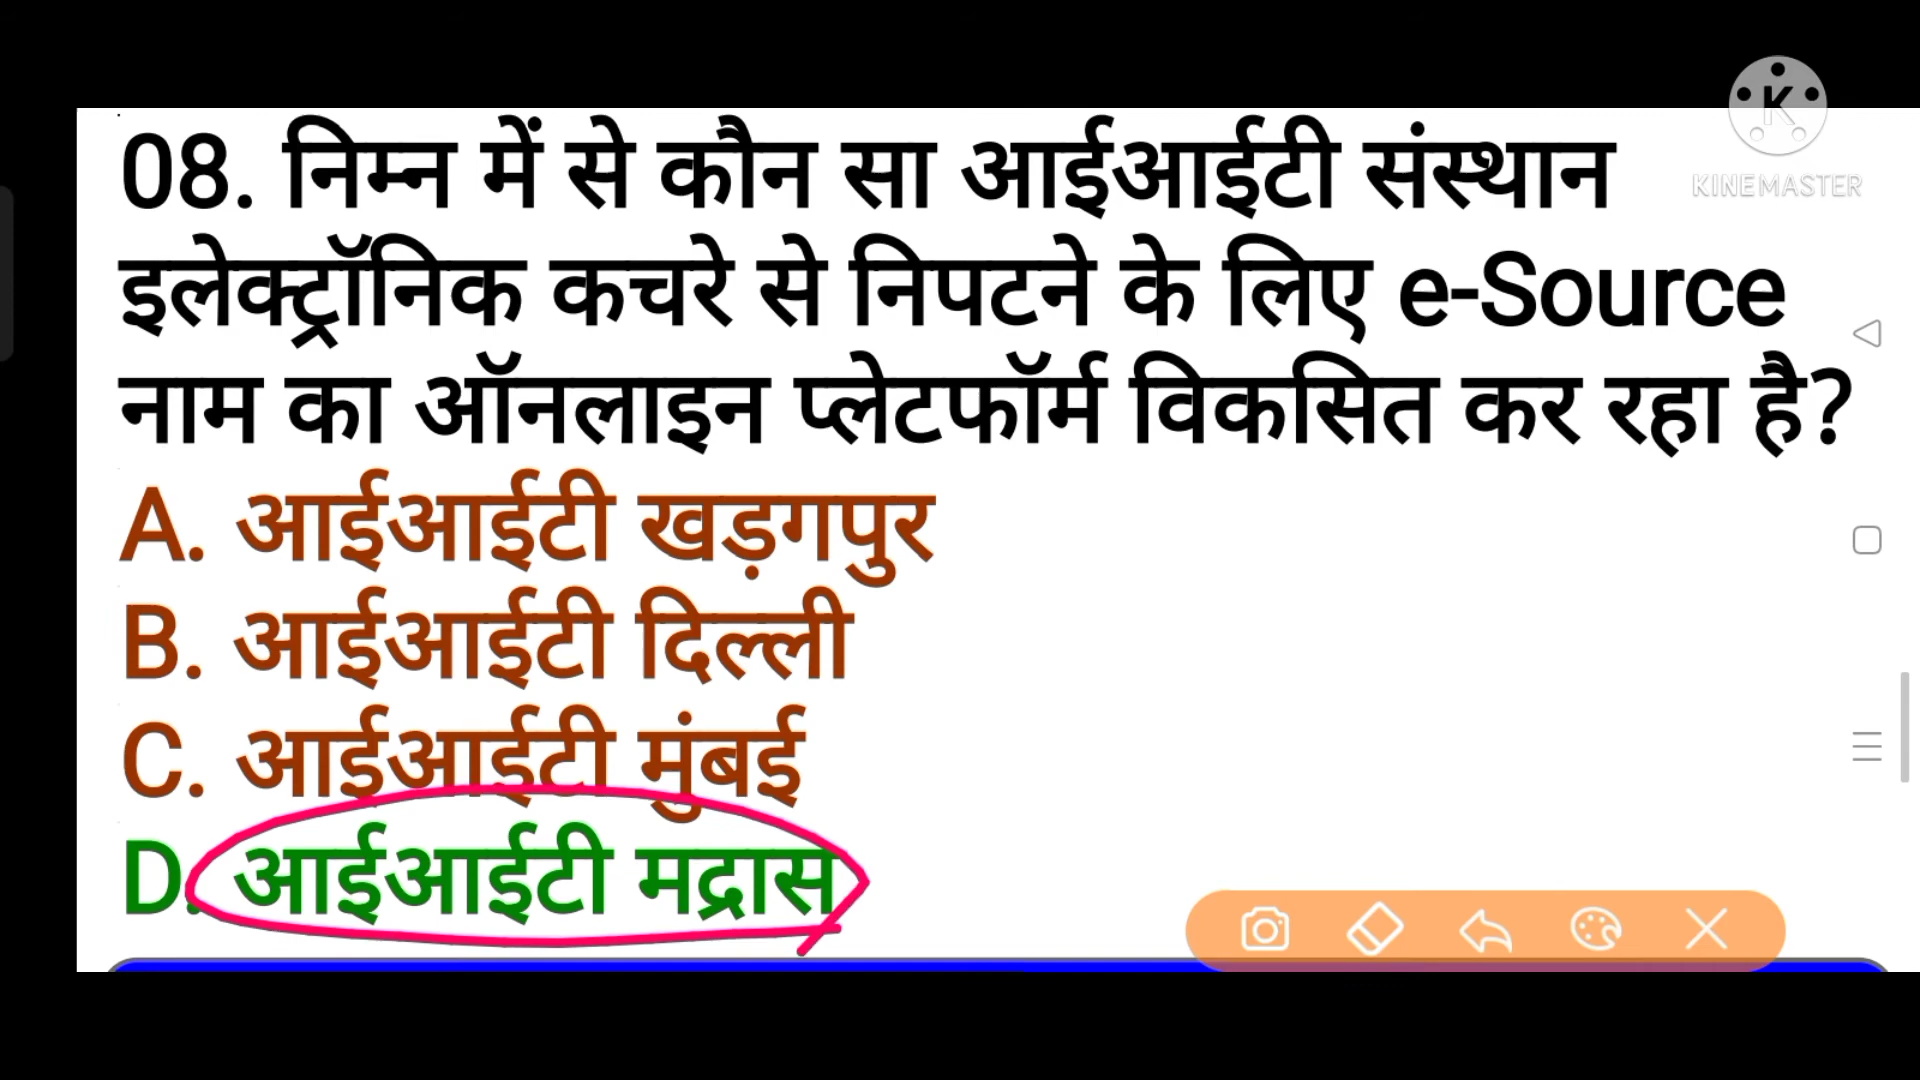 KINEMASTER
08. निम्न में से कौन सा आईआईटी संस्थान
इलेक्ट्रॉनिक कचरे से निपटने के लिए e-Source
नाम का ऑनलाइन प्लेटफॉर्म विकसित कर रहा है?
A. आईआईटी खड़गपुर
B. आईआईटी दिल्ली
C. आईआईटी मुंबई
D. आईआईटी मद्रास